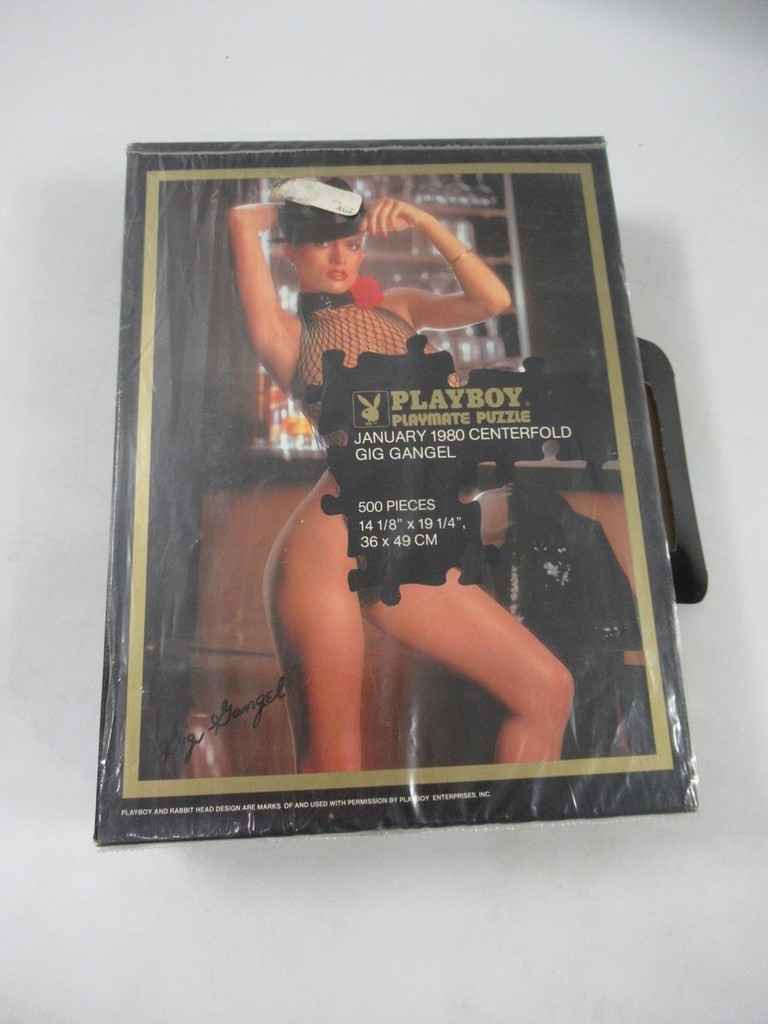 PLAYBOY®
PLAYMATE PUZZLE
JANUARY 1980 CENTERFOLD
GIG GANGEL
500 PIECES
14 1/8" x 19 1/4",
36 x 49 CM
Gig Gangel
PLAYBOY AND RABBIT HEAD DESIGN ARE MARKS OF AND USED WITH PERMISSION BY PLAYBOY ENTERPRISES, INC.